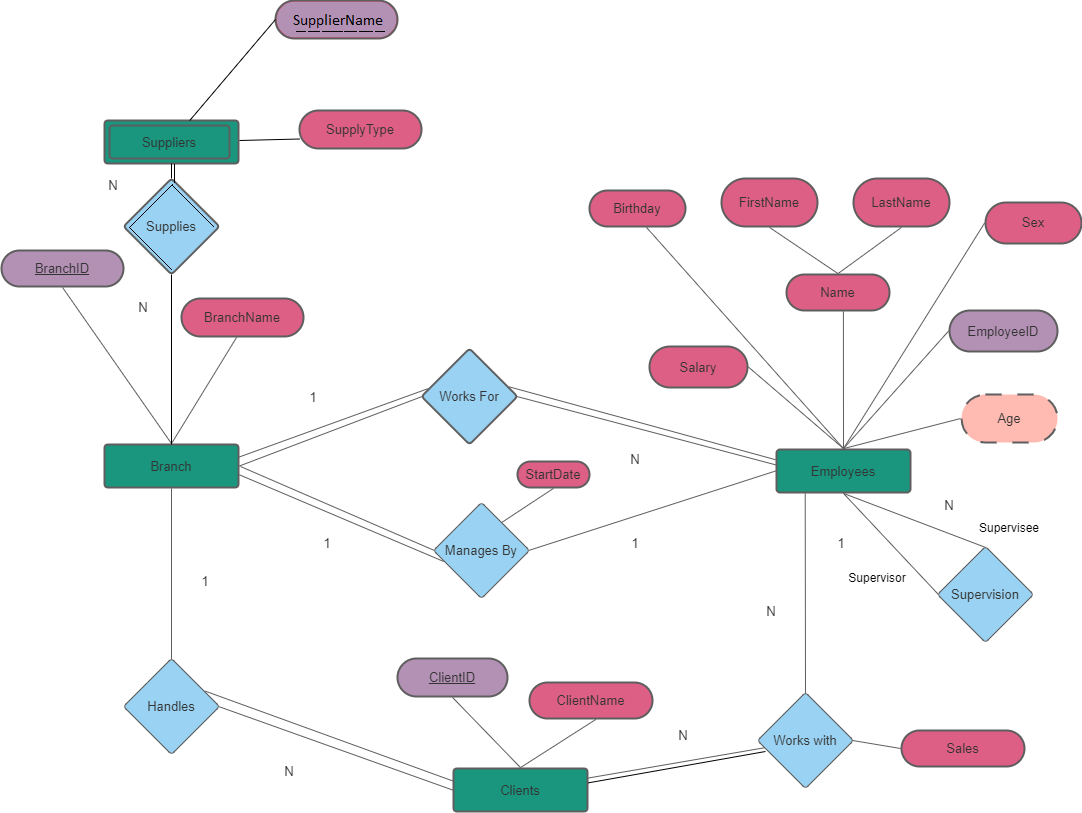 SupplierName
SupplyType
Suppliers
N
Supplies
BranchID
N
BranchName
Birthday
FirstName
LastName
Sex
Name
EmployeeID
Salary
Age
1
Works For
N
Branch
Employees
StartDate
1
Manages By
1
1
N
Supervisee
Supervisor
Supervision
1
N
Handles
ClientID
ClientName
N
Works with
Sales
N
Clients